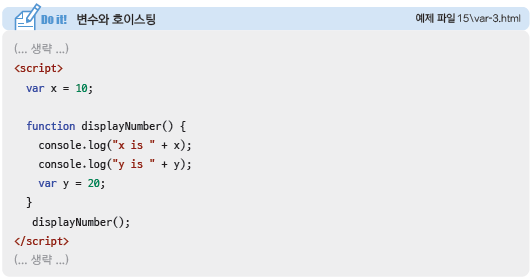 Do it! 변수와 호이스팅 예제 파일 15\var-3.html
(... 생략 ...)
<script>
  var x = 10;

  function displayNumber() {
    console.log("x is " + x);
    console.log("y is " + y);
    var y = 20;
  }
   displayNumber();
</script>
(... 생략 ...)